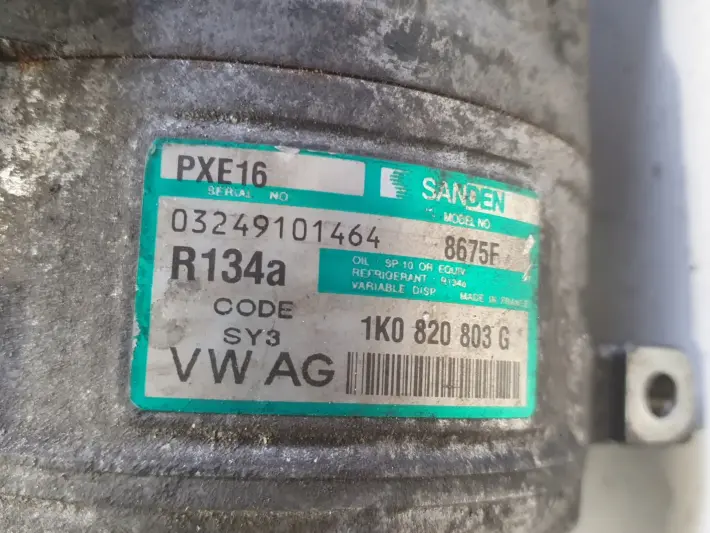 PXE16
SANDEN
SERIAL NO
MODEL NO
03249101464
8675F
R134a
OIL SP-10 OR EQUIV
REFRIGERANT R134a
VARIABLE DISP MADE IN FRANCE
CODE
SY3
1K0 820 803 G
VW AG